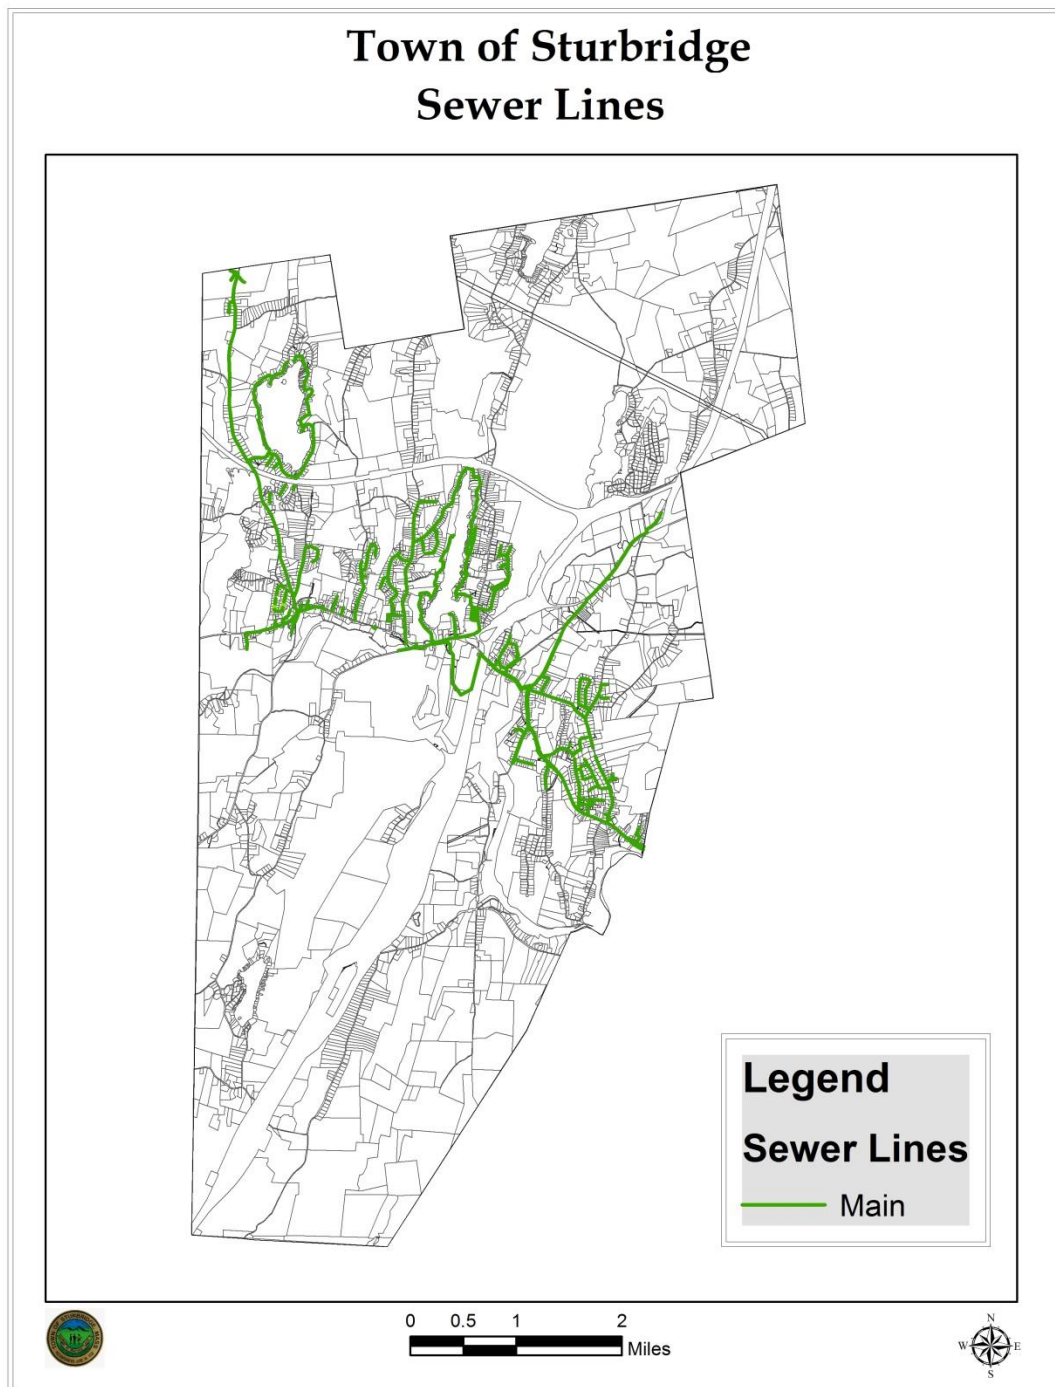 Town of Sturbridge
Sewer Lines
Legend
Sewer Lines
Main
0 0.5 1 2
Miles
N
W E
S